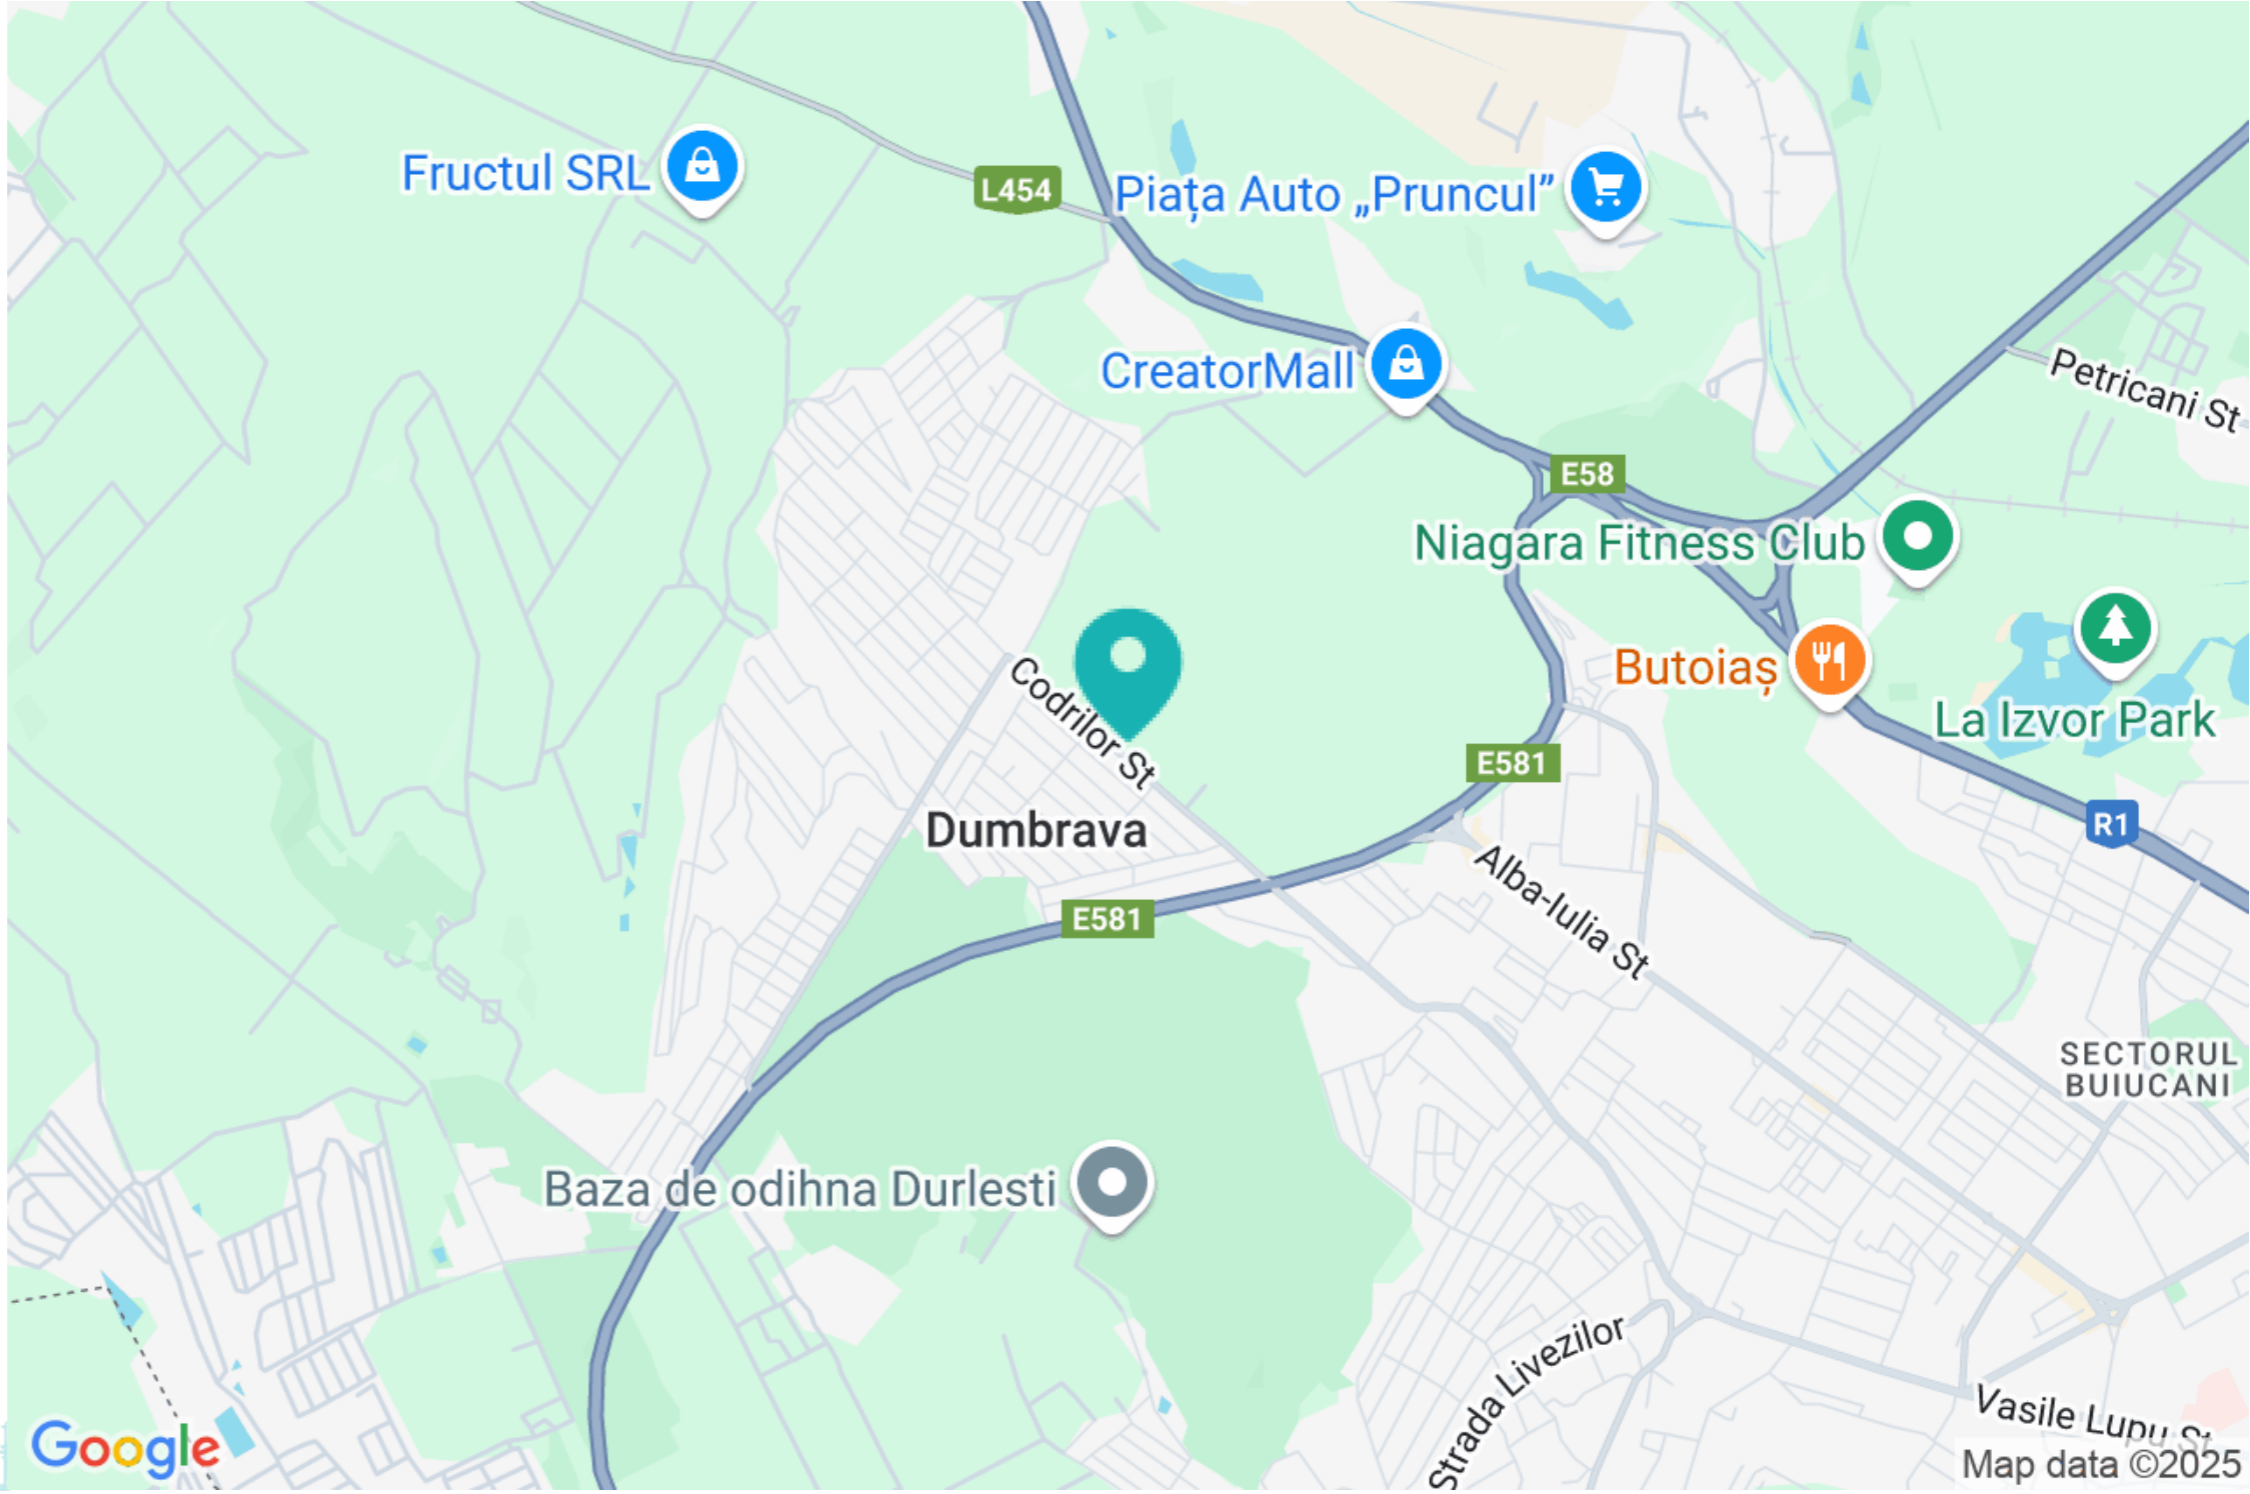 Fructul SRL
L454
Piața Auto „Pruncul”
CreatorMall
Petricani St
E58
Niagara Fitness Club
Butoiaș
La Izvor Park
Codrilor St
E581
R1
Dumbrava
Alba-Iulia St
E581
SECTORUL
BUIUCANI
Baza de odihna Durlesti
Strada Livezilor
Vasile Lupu St
Google
Map data ©2025